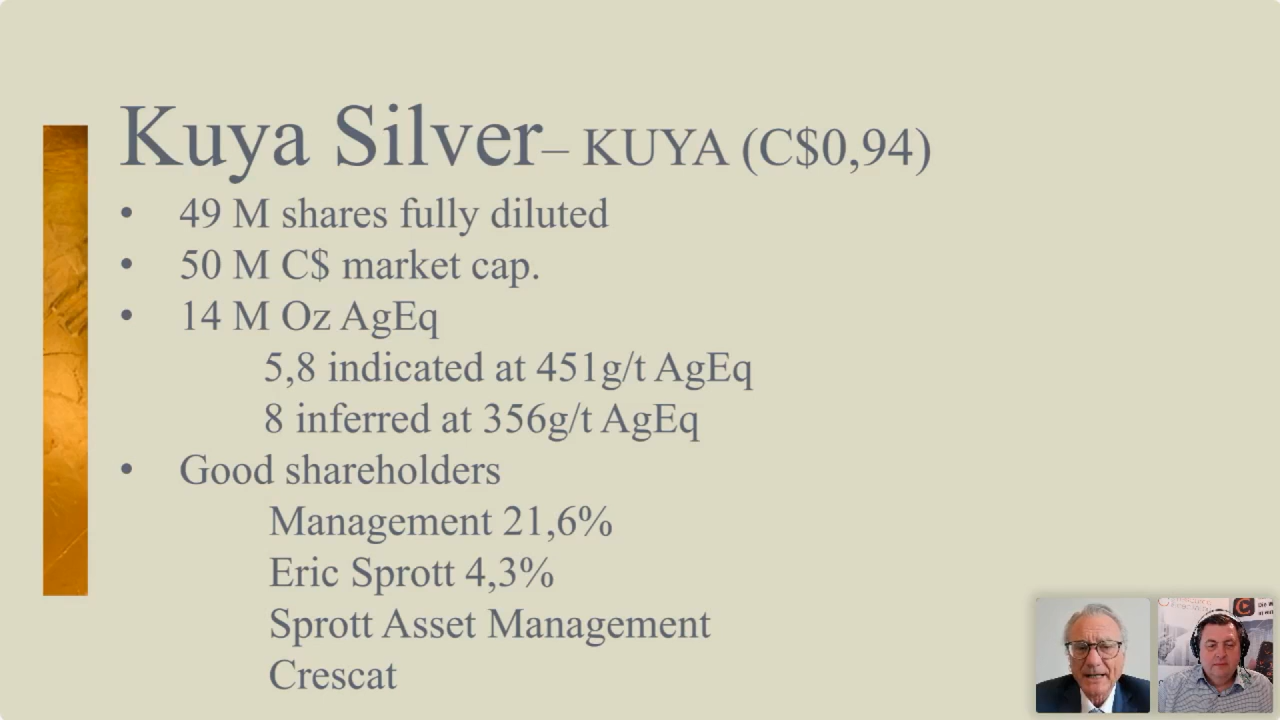 Kuya Silver– KUYA (C$0,94)
• 49 M shares fully diluted
• 50 M C$ market cap.
• 14 M Oz AgEq
5,8 indicated at 451g/t AgEq
8 inferred at 356g/t AgEq
• Good shareholders
Management 21,6%
Eric Sprott 4,3%
Sprott Asset Management
Crescat